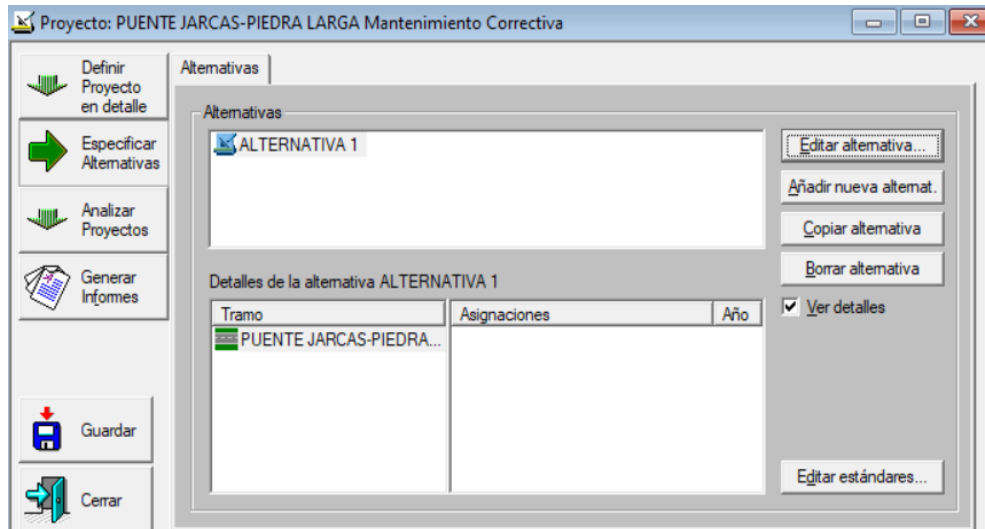 Proyecto: PUENTE JARCAS-PIEDRA LARGA Mantenimiento Correctiva
Definir
Proyecto
en detalle
Especificar
Alternativas
Analizar
Proyectos
Generar
Informes
Guardar
Cerrar
Alternativas
Alternativas
ALTERNATIVA 1
Editar alternativa...
Añadir nueva alternat.
Copiar alternativa
Borrar alternativa
Ver detalles
Detalles de la alternativa ALTERNATIVA 1
Tramo Asignaciones Año
PUENTE JARCAS-PIEDRA...
Editar estándares...